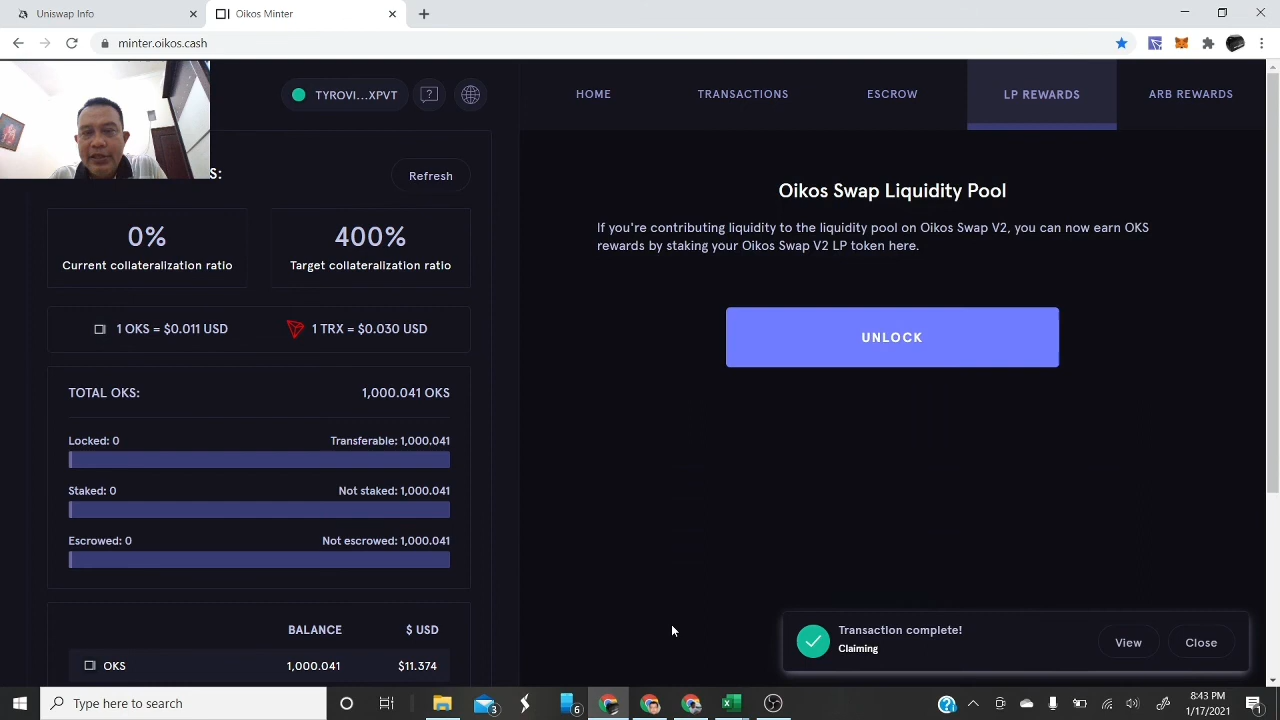 Uniswap Info
Oikos Minter
minter.oikos.cash
TYROVI...XPVT
?
HOME
TRANSACTIONS
ESCROW
LP REWARDS
ARB REWARDS
S:
Refresh
0%
Current collateralization ratio
400%
Target collateralization ratio
1 OKS = $0.011 USD
1 TRX = $0.030 USD
TOTAL OKS:
1,000.041 OKS
Locked: 0
Transferable: 1,000.041
Staked: 0
Not staked: 1,000.041
Escrowed: 0
Not escrowed: 1,000.041
BALANCE
$ USD
OKS
1,000.041
$11.374
Oikos Swap Liquidity Pool
If you're contributing liquidity to the liquidity pool on Oikos Swap V2, you can now earn OKS
rewards by staking your Oikos Swap V2 LP token here.
UNLOCK
Transaction complete!
Claiming
View
Close
Type here to search
3
6
8:43 PM
1/17/2021
1